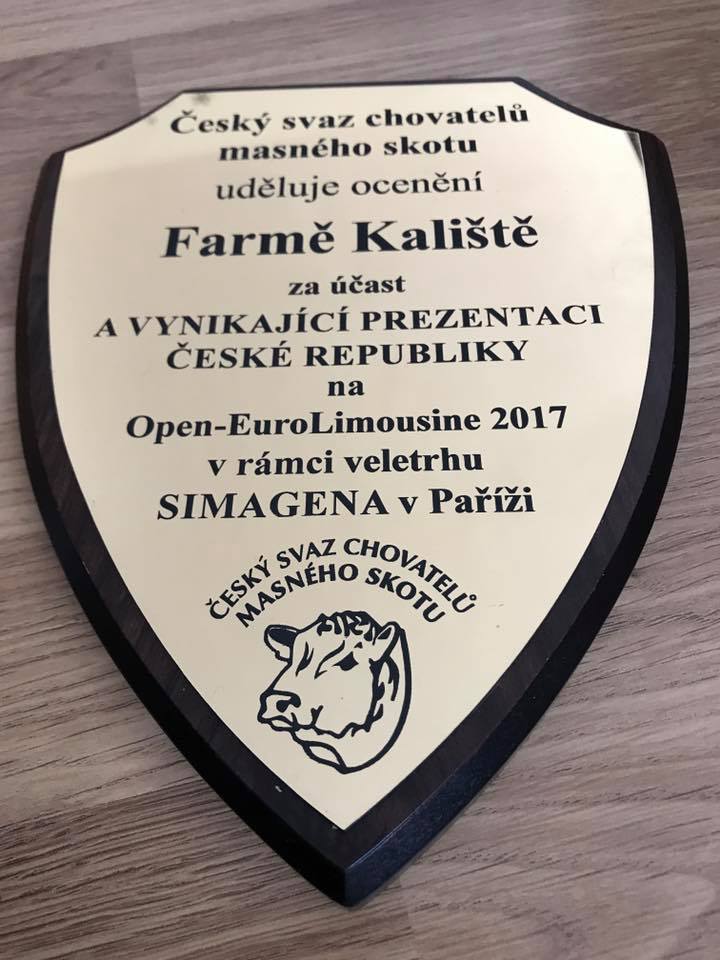 Český svaz chovatelů
masného skotu
uděluje ocenění
Farmě Kaliště
za účast
A VYNIKAJÍCÍ PREZENTACI
ČESKÉ REPUBLIKY
na
Open-EuroLimousine 2017
v rámci veletrhu
SIMAGENA v Paříži
ČESKÝ SVAZ CHOVATELŮ
MASNÉHO SKOTU